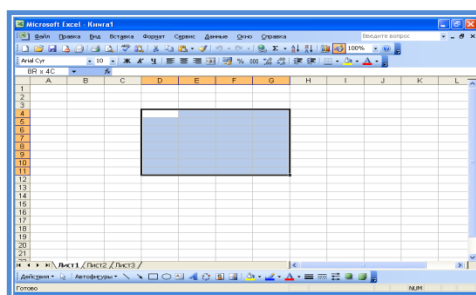 Microsoft Excel - Книга1
Файл Правка Вид Вставка Формат Сервис Данные Окно Справка Введите вопрос
100%
Arial Cyr 10 Ж К Ч
8R x 4C fx
A B C D E F G H I J K L
1
2
3
4
5
6
7
8
9
10
11
12
13
14
15
16
17
18
19
20
21
Лист1 / Лист2 / Лист3 /
Действия Автофигуры
Готово NUM